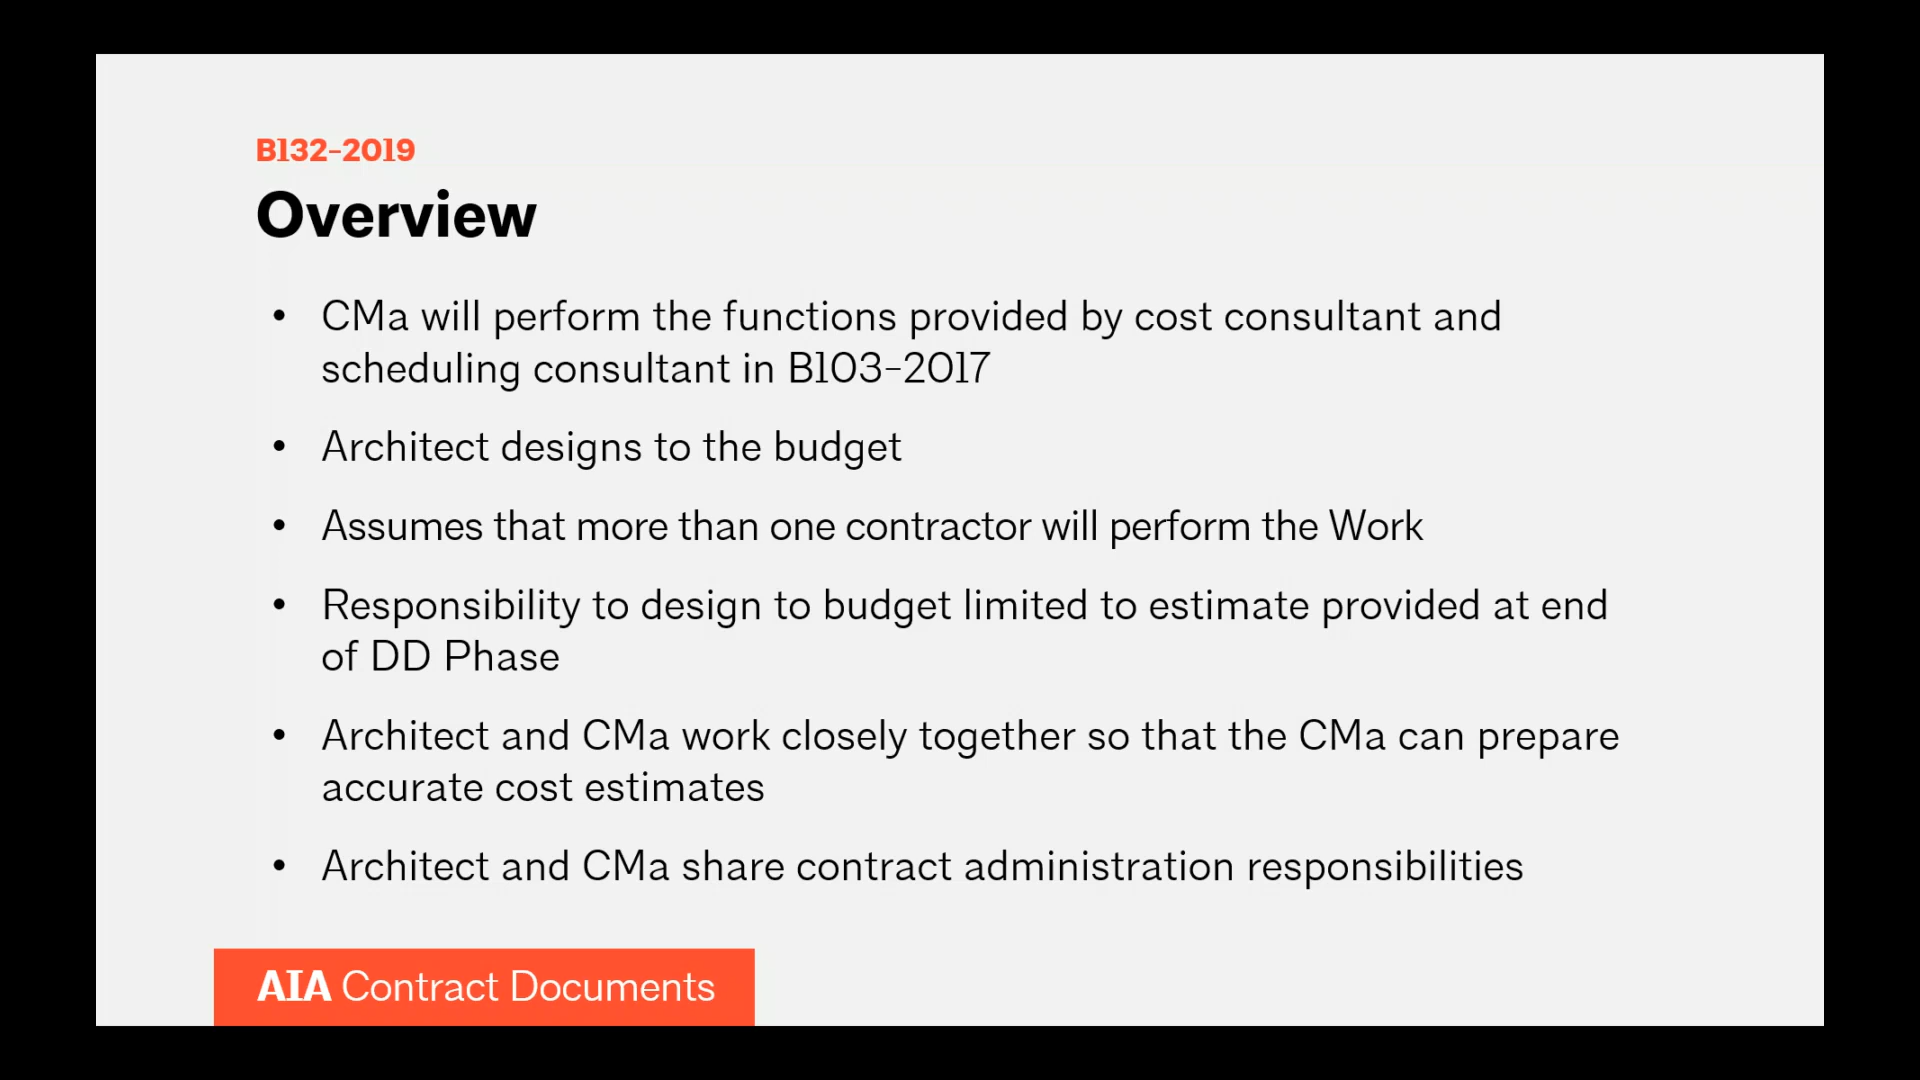 B132-2019
Overview
• CMa will perform the functions provided by cost consultant and
scheduling consultant in B103-2017
• Architect designs to the budget
• Assumes that more than one contractor will perform the Work
• Responsibility to design to budget limited to estimate provided at end
of DD Phase
• Architect and CMa work closely together so that the CMa can prepare
accurate cost estimates
• Architect and CMa share contract administration responsibilities
AIA Contract Documents